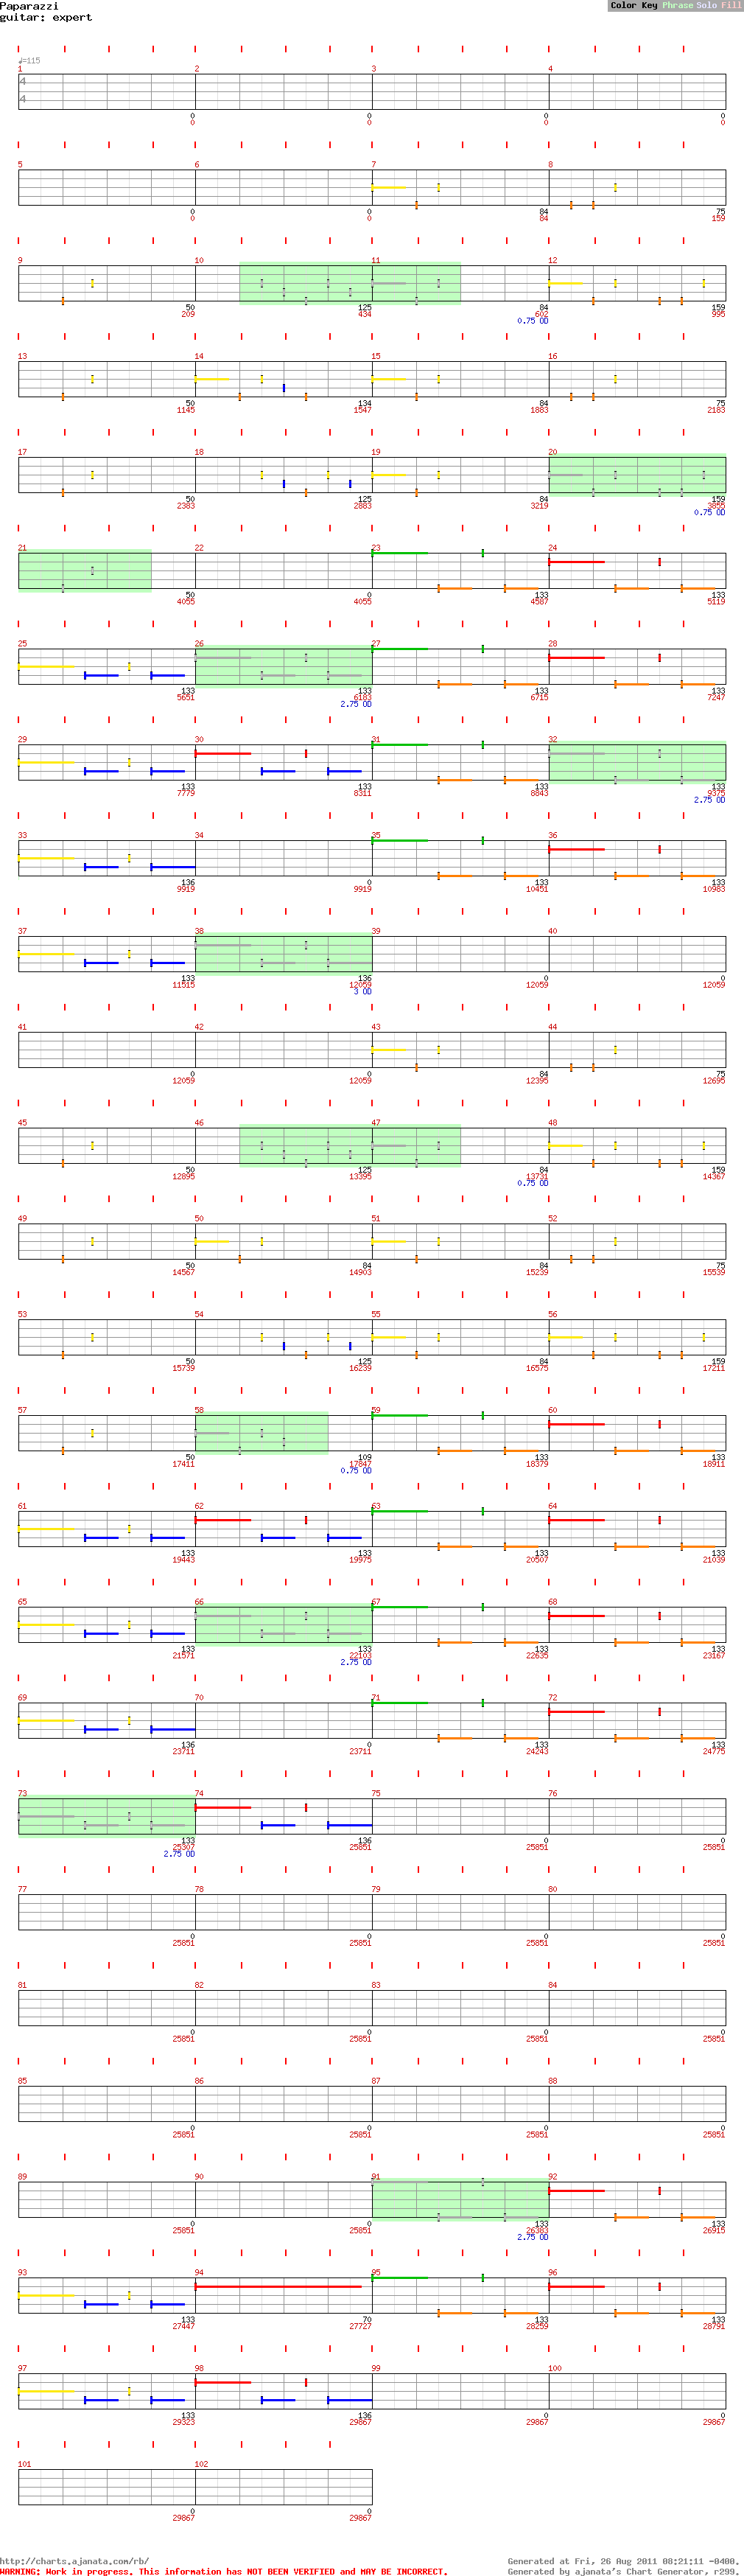 Paparazzi
guitar: expert
Color Key Phrase Solo Fill
♩=115
1 2 3 4
4
4
0 0 0 0
0 0 0 0
5 6 7 8
0 0 84 75
0 0 84 159
9 10 11 12
50 125 84 159
209 434 602 995
0.75 OD
13 14 15 16
50 134 84 75
1145 1547 1883 2183
17 18 19 20
50 125 84 159
2383 2883 3219 3855
0.75 OD
21 22 23 24
50 0 133 133
4055 4055 4587 5119
25 26 27 28
133 133 133 133
5651 6183 6715 7247
2.75 OD
29 30 31 32
133 133 133 133
7779 8311 8843 9375
2.75 OD
33 34 35 36
136 0 133 133
9919 9919 10451 10983
37 38 39 40
133 136 0 0
11515 12059 12059 12059
3 OD
41 42 43 44
0 0 84 75
12059 12059 12395 12695
45 46 47 48
50 125 84 159
12895 13395 13731 14367
0.75 OD
49 50 51 52
50 84 84 75
14567 14903 15239 15539
53 54 55 56
50 125 84 159
15739 16239 16575 17211
57 58 59 60
50 109 133 133
17411 17847 18379 18911
0.75 OD
61 62 63 64
133 133 133 133
19443 19975 20507 21039
65 66 67 68
133 133 133 133
21571 22103 22635 23167
2.75 OD
69 70 71 72
136 0 133 133
23711 23711 24243 24775
73 74 75 76
133 136 0 0
25307 25851 25851 25851
2.75 OD
77 78 79 80
0 0 0 0
25851 25851 25851 25851
81 82 83 84
0 0 0 0
25851 25851 25851 25851
85 86 87 88
0 0 0 0
25851 25851 25851 25851
89 90 91 92
0 0 133 133
25851 25851 26383 26915
2.75 OD
93 94 95 96
133 70 133 133
27447 27727 28259 28791
97 98 99 100
133 136 0 0
29323 29867 29867 29867
101 102
0 0
29867 29867
http://charts.ajanata.com/rb/ Generated at Fri, 26 Aug 2011 08:21:11 -0400.
WARNING: Work in progress. This information has NOT BEEN VERIFIED and MAY BE INCORRECT. Generated by ajanata's Chart Generator, r299.